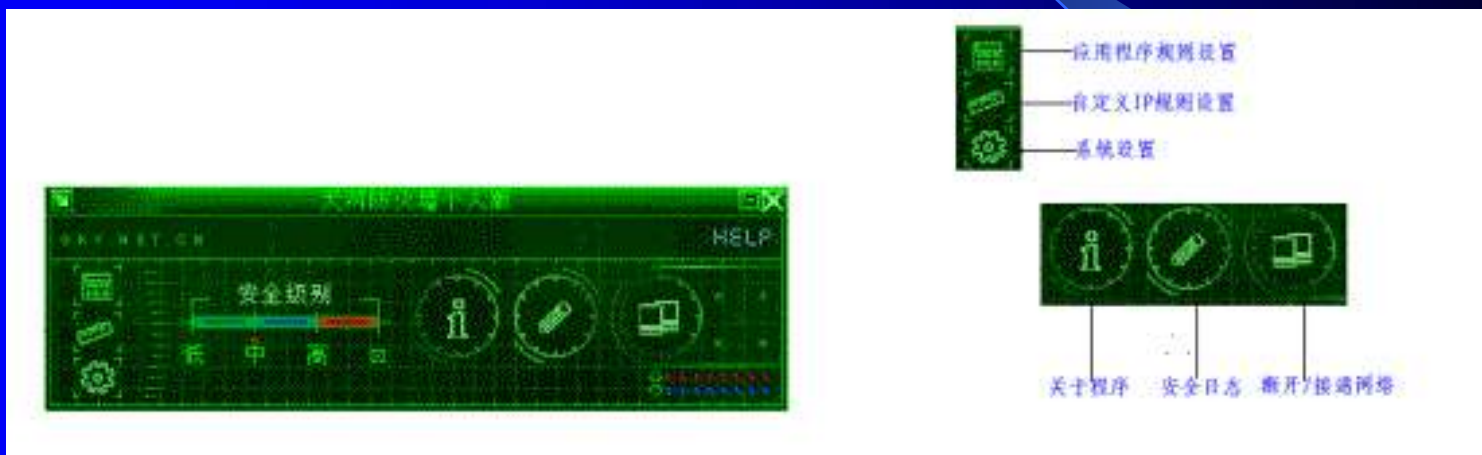 天网防火墙个人版
SKY.NET.CN
HELP
安全级别
低 中 高
应用程序规则设置
自定义IP规则设置
系统设置
关于程序 安全日志 断开/接通网络